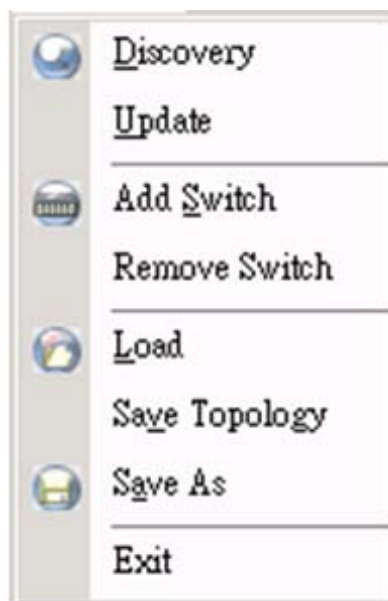 Discovery
Update
Add Switch
Remove Switch
Load
Save Topology
Save As
Exit